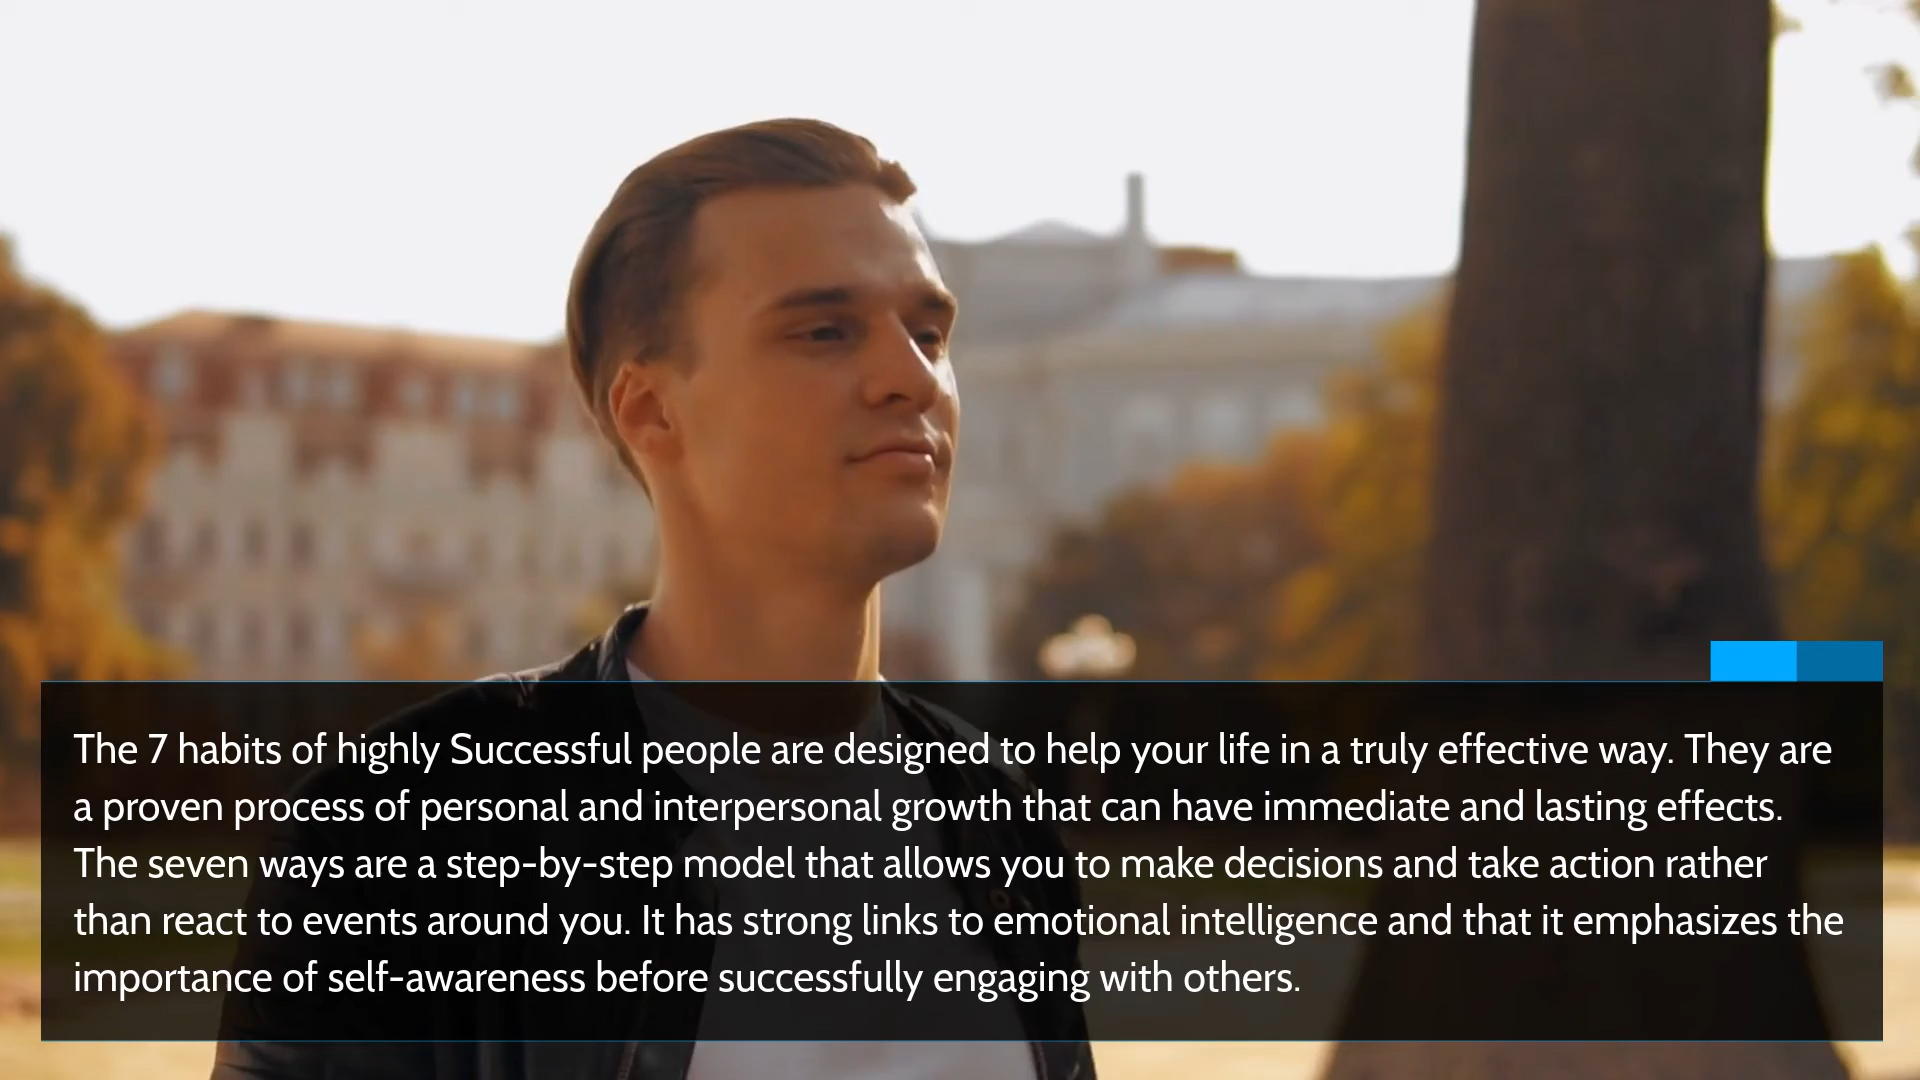 The 7 habits of highly Successful people are designed to help your life in a truly effective way. They are
a proven process of personal and interpersonal growth that can have immediate and lasting effects.
The seven ways are a step-by-step model that allows you to make decisions and take action rather
than react to events around you. It has strong links to emotional intelligence and that it emphasizes the
importance of self-awareness before successfully engaging with others.